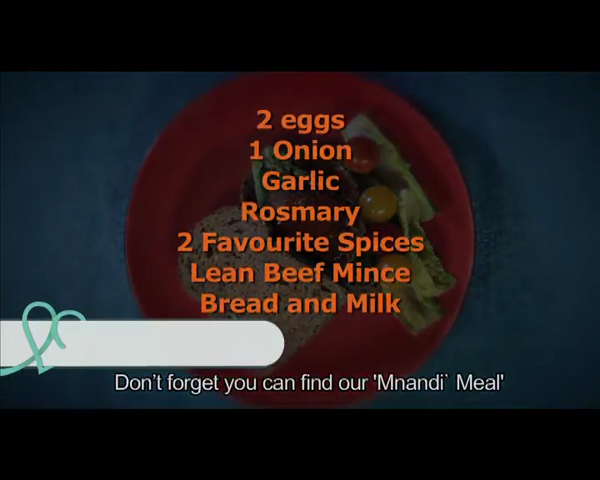 2 eggs
1 Onion
Garlic
Rosmary
2 Favourite Spices
Lean Beef Mince
Bread and Milk
Don't forget you can find our 'Mnandi` Meal'